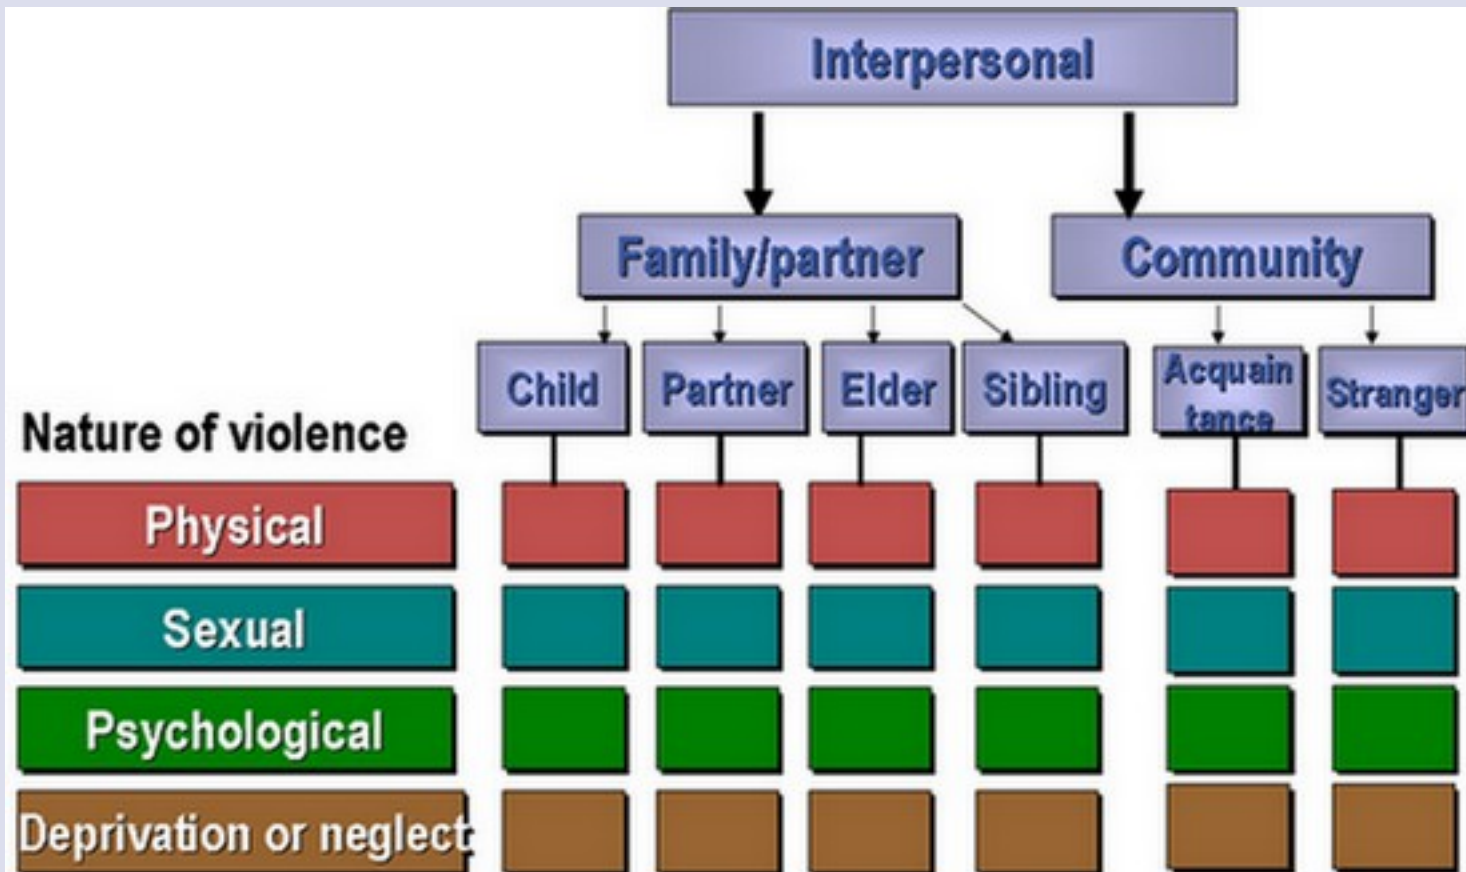 Interpersonal
Family/partner
Community
Child
Partner
Elder
Sibling
Acquain
tance
Stranger
Nature of violence
Physical
Sexual
Psychological
Deprivation or neglect